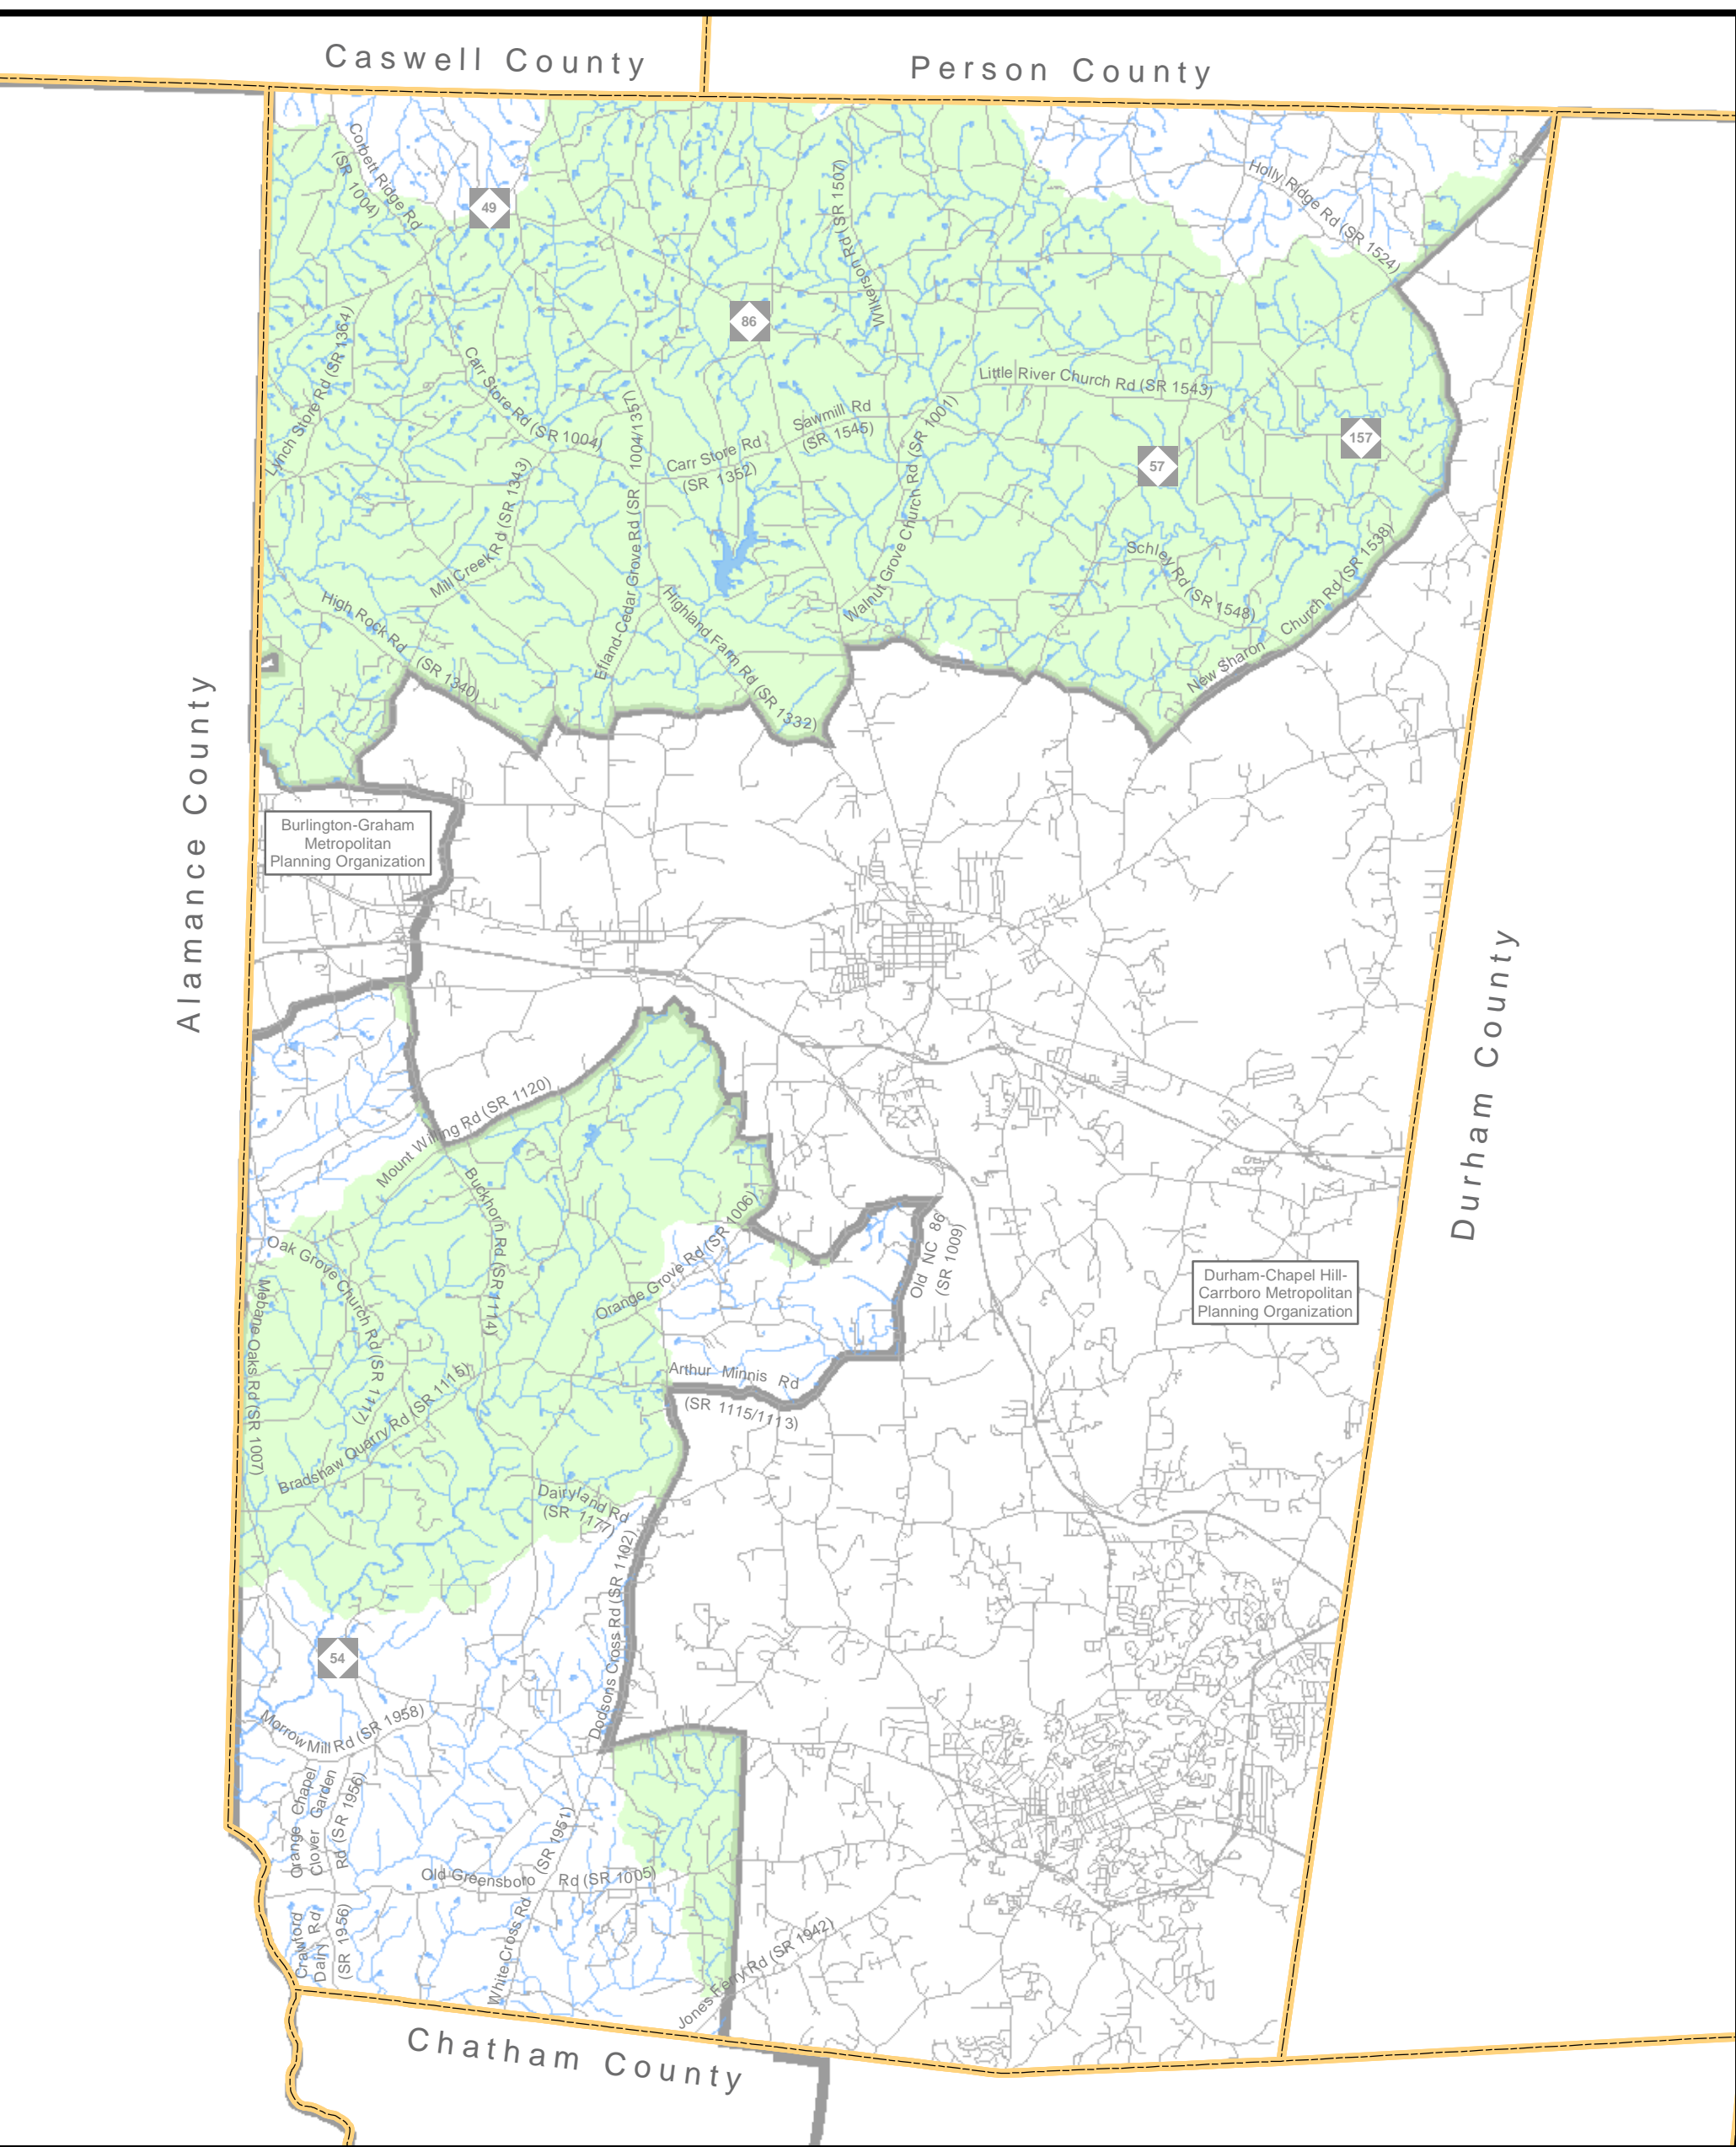 Caswell County
Person County
Corbett Ridge Rd
(SR 1004)
49
Holly Ridge Rd (SR 1524)
Wilkerson Rd (SR 1507)
86
Lynch Store Rd (SR 1364)
Carr Store Rd (SR 1004)
Little River Church Rd (SR 1543)
Sawmill Rd
(SR 1545)
Carr Store Rd
(SR 1352)
157
57
Efland-Cedar Grove Rd (SR 1004/1357)
Walnut Grove Church Rd (SR 1001)
Mill Creek Rd (SR 1343)
Schley Rd (SR 1548)
New Sharon Church Rd (SR 1538)
High Rock Rd (SR 1340)
Highland Farm Rd (SR 1332)
Alamance County
Burlington-Graham
Metropolitan
Planning Organization
Durham County
Mount Willing Rd (SR 1120)
Buckhorn Rd (SR 1114)
Orange Grove Rd (SR 1006)
Old NC 86
(SR 1009)
Oak Grove Church Rd (SR 1117)
Mebane Oaks Rd (SR 1007)
Durham-Chapel Hill-
Carrboro Metropolitan
Planning Organization
Arthur Minnis Rd
(SR 1115/1113)
Bradshaw Quarry Rd (SR 1115)
Dairyland Rd
(SR 1177)
Dodsons Cross Rd (SR 1102)
54
Morrow Mill Rd (SR 1958)
Orange Chapel
Clover Garden
Rd (SR 1956)
Old Greensboro Rd (SR 1005)
White Cross Rd (SR 1951)
Crawford
Dairy Rd
(SR 1956)
Jones Ferry Rd (SR 1942)
Chatham County